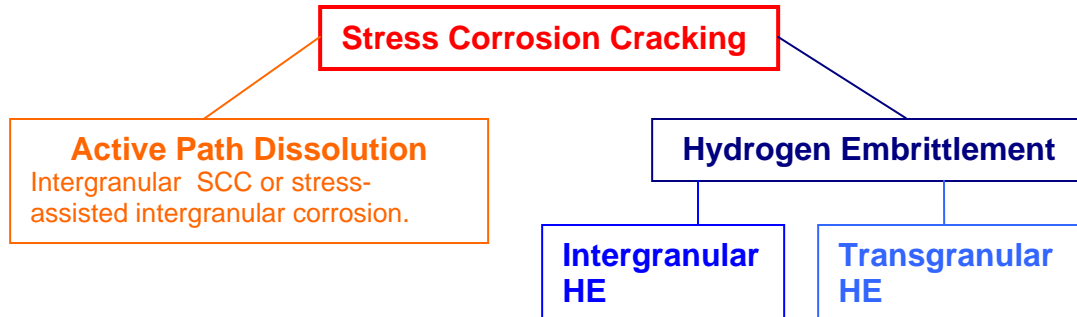 Stress Corrosion Cracking
Active Path Dissolution
Intergranular SCC or stress-
assisted intergranular corrosion.
Hydrogen Embrittlement
Intergranular
HE
Transgranular
HE